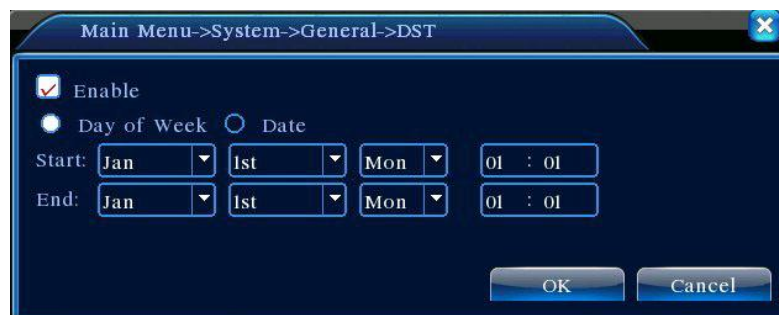 Main Menu->System->General->DST
Enable
Day of Week Date
Start: Jan 1st Mon 01 : 01
End: Jan 1st Mon 01 : 01
OK Cancel